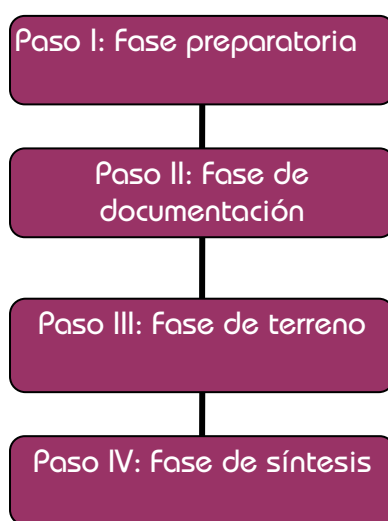 Paso I: Fase preparatoria
Paso II: Fase de
documentación
Paso III: Fase de terreno
Paso IV: Fase de síntesis